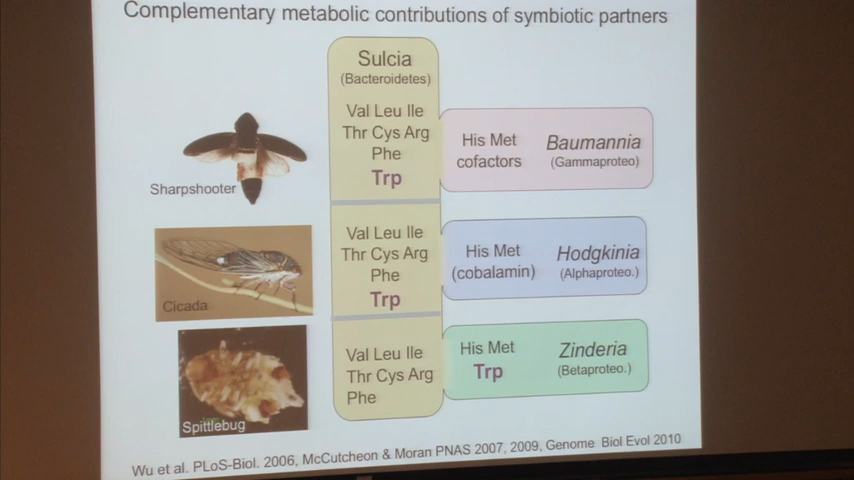 Complementary metabolic contributions of symbiotic partners
Sulcia
(Bacteroidetes)
Val Leu Ile
Thr Cys Arg
Phe
Trp
His Met
cofactors
Baumannia
(Gammaproteo)
Sharpshooter
Val Leu Ile
Thr Cys Arg
Phe
Trp
His Met
(cobalamin)
Hodgkinia
(Alphaproteo.)
Cicada
Val Leu Ile
Thr Cys Arg
Phe
His Met
Trp
Zinderia
(Betaproteo.)
Spittlebug
Wu et al. PLoS-Biol. 2006, McCutcheon & Moran PNAS 2007, 2009, Genome Biol Evol 2010